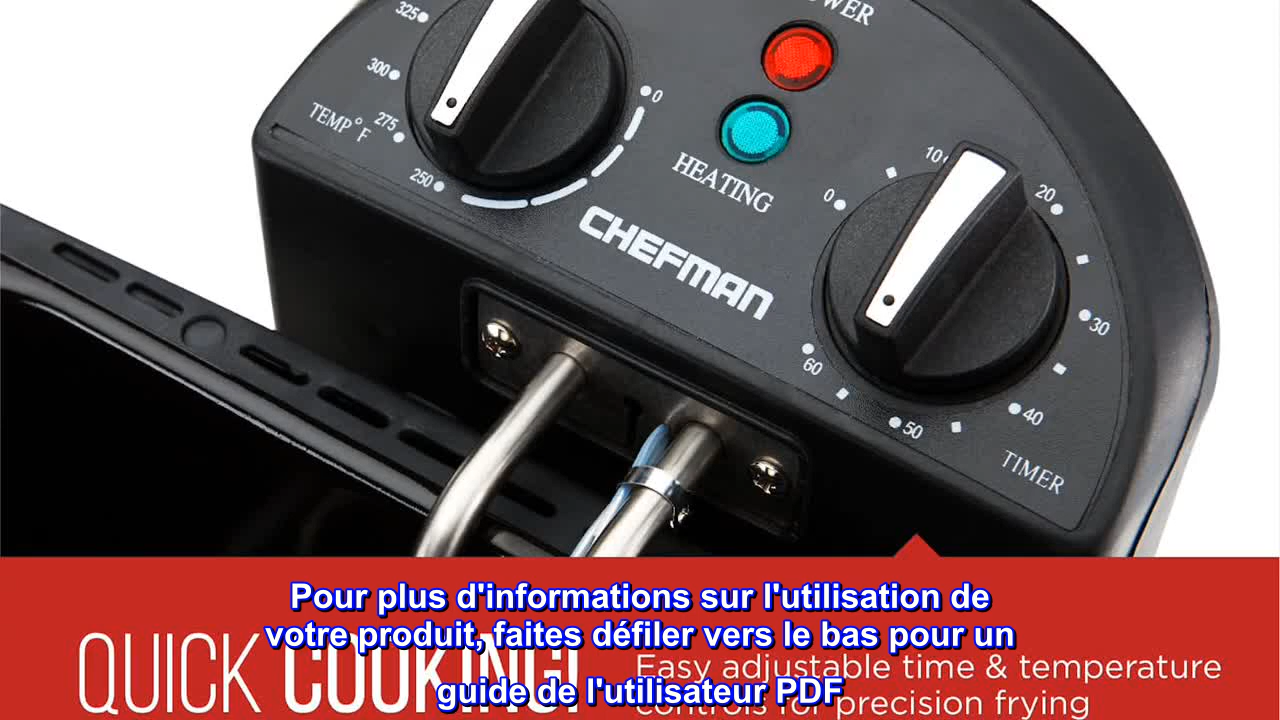 325
300
275
TEMP°F
250
0
HEATING
CHEFMAN
0
10
20
30
40
50
60
TIMER
Pour plus d'informations sur l'utilisation de
votre produit, faites défiler vers le bas pour un
guide de l'utilisateur PDF
QUICK COOKING!
Easy adjustable time & temperature
controls for precision frying